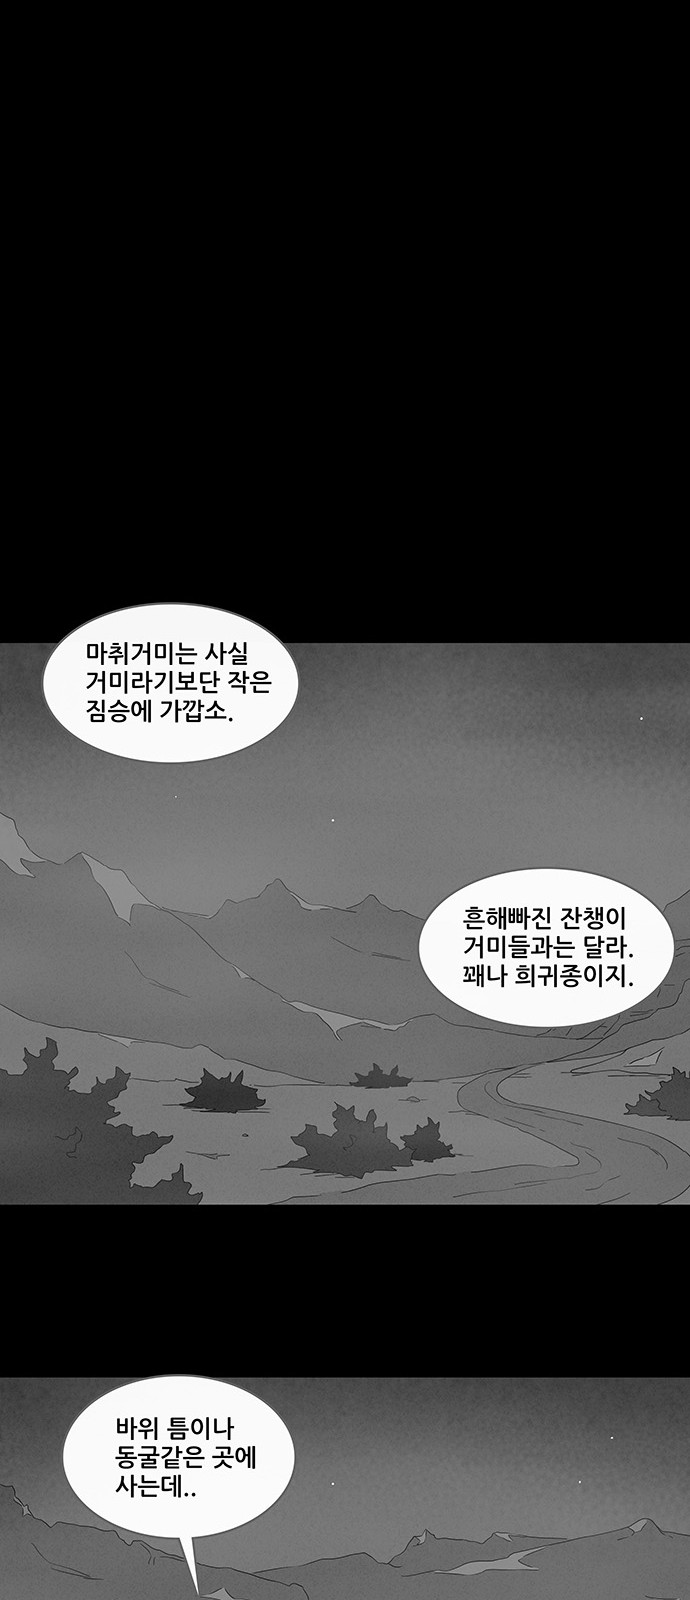 마취거미는 사실
거미라기보단 작은
짐승에 가깝소.
흔해빠진 잔챙이
거미들과는 달라.
꽤나 희귀종이지.
바위 틈이나
동굴같은 곳에
사는데..